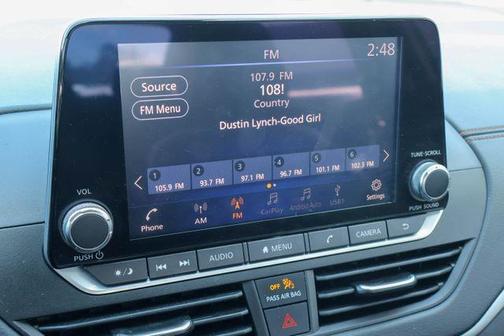 FM
2:48
Source
107.9 FM
108!
FM Menu
Country
Dustin Lynch-Good Girl
1 2 3 4 5 6
105.9 FM 93.7 FM 97.1 FM 96.7 FM 101.1 FM 102.3 FM
Phone AM FM CarPlay Android Auto USB1 Settings
VOL
PUSH
TUNE-SCROLL
PUSH SOUND
AUDIO MENU CAMERA
OFF
PASS AIR BAG